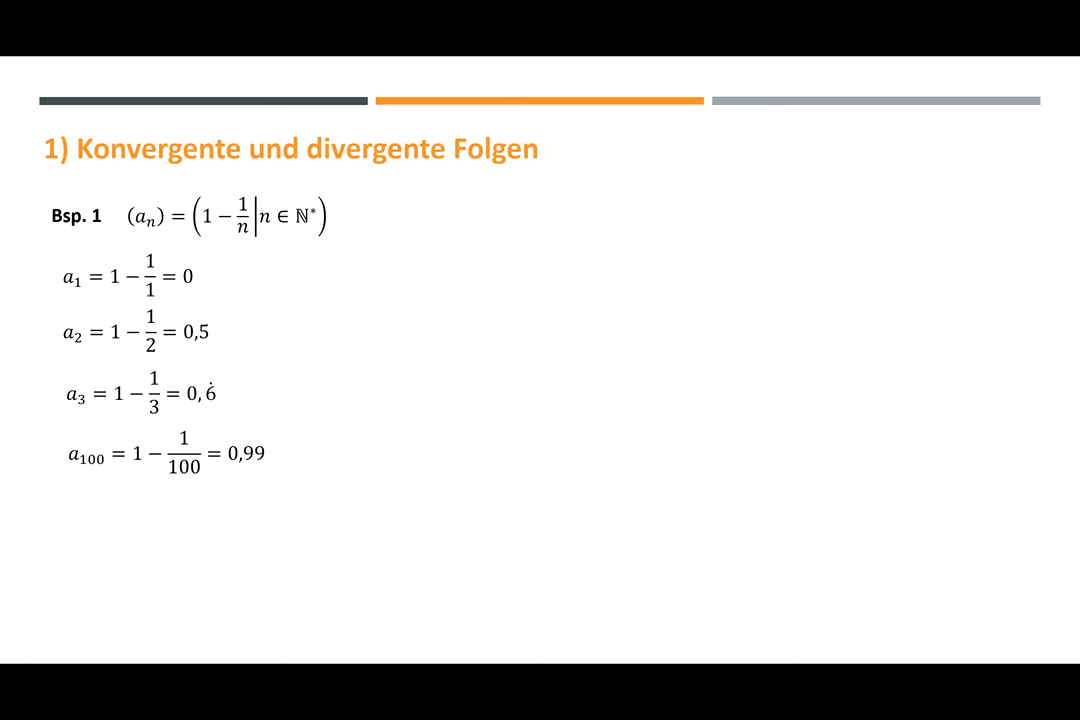 1) Konvergente und divergente Folgen
Bsp. 1 (aₙ) = (1 − 1/n | n ∈ ℕ*)
a₁ = 1 − 1/1 = 0
a₂ = 1 − 1/2 = 0,5
a₃ = 1 − 1/3 = 0,6̇
a₁₀₀ = 1 − 1/100 = 0,99